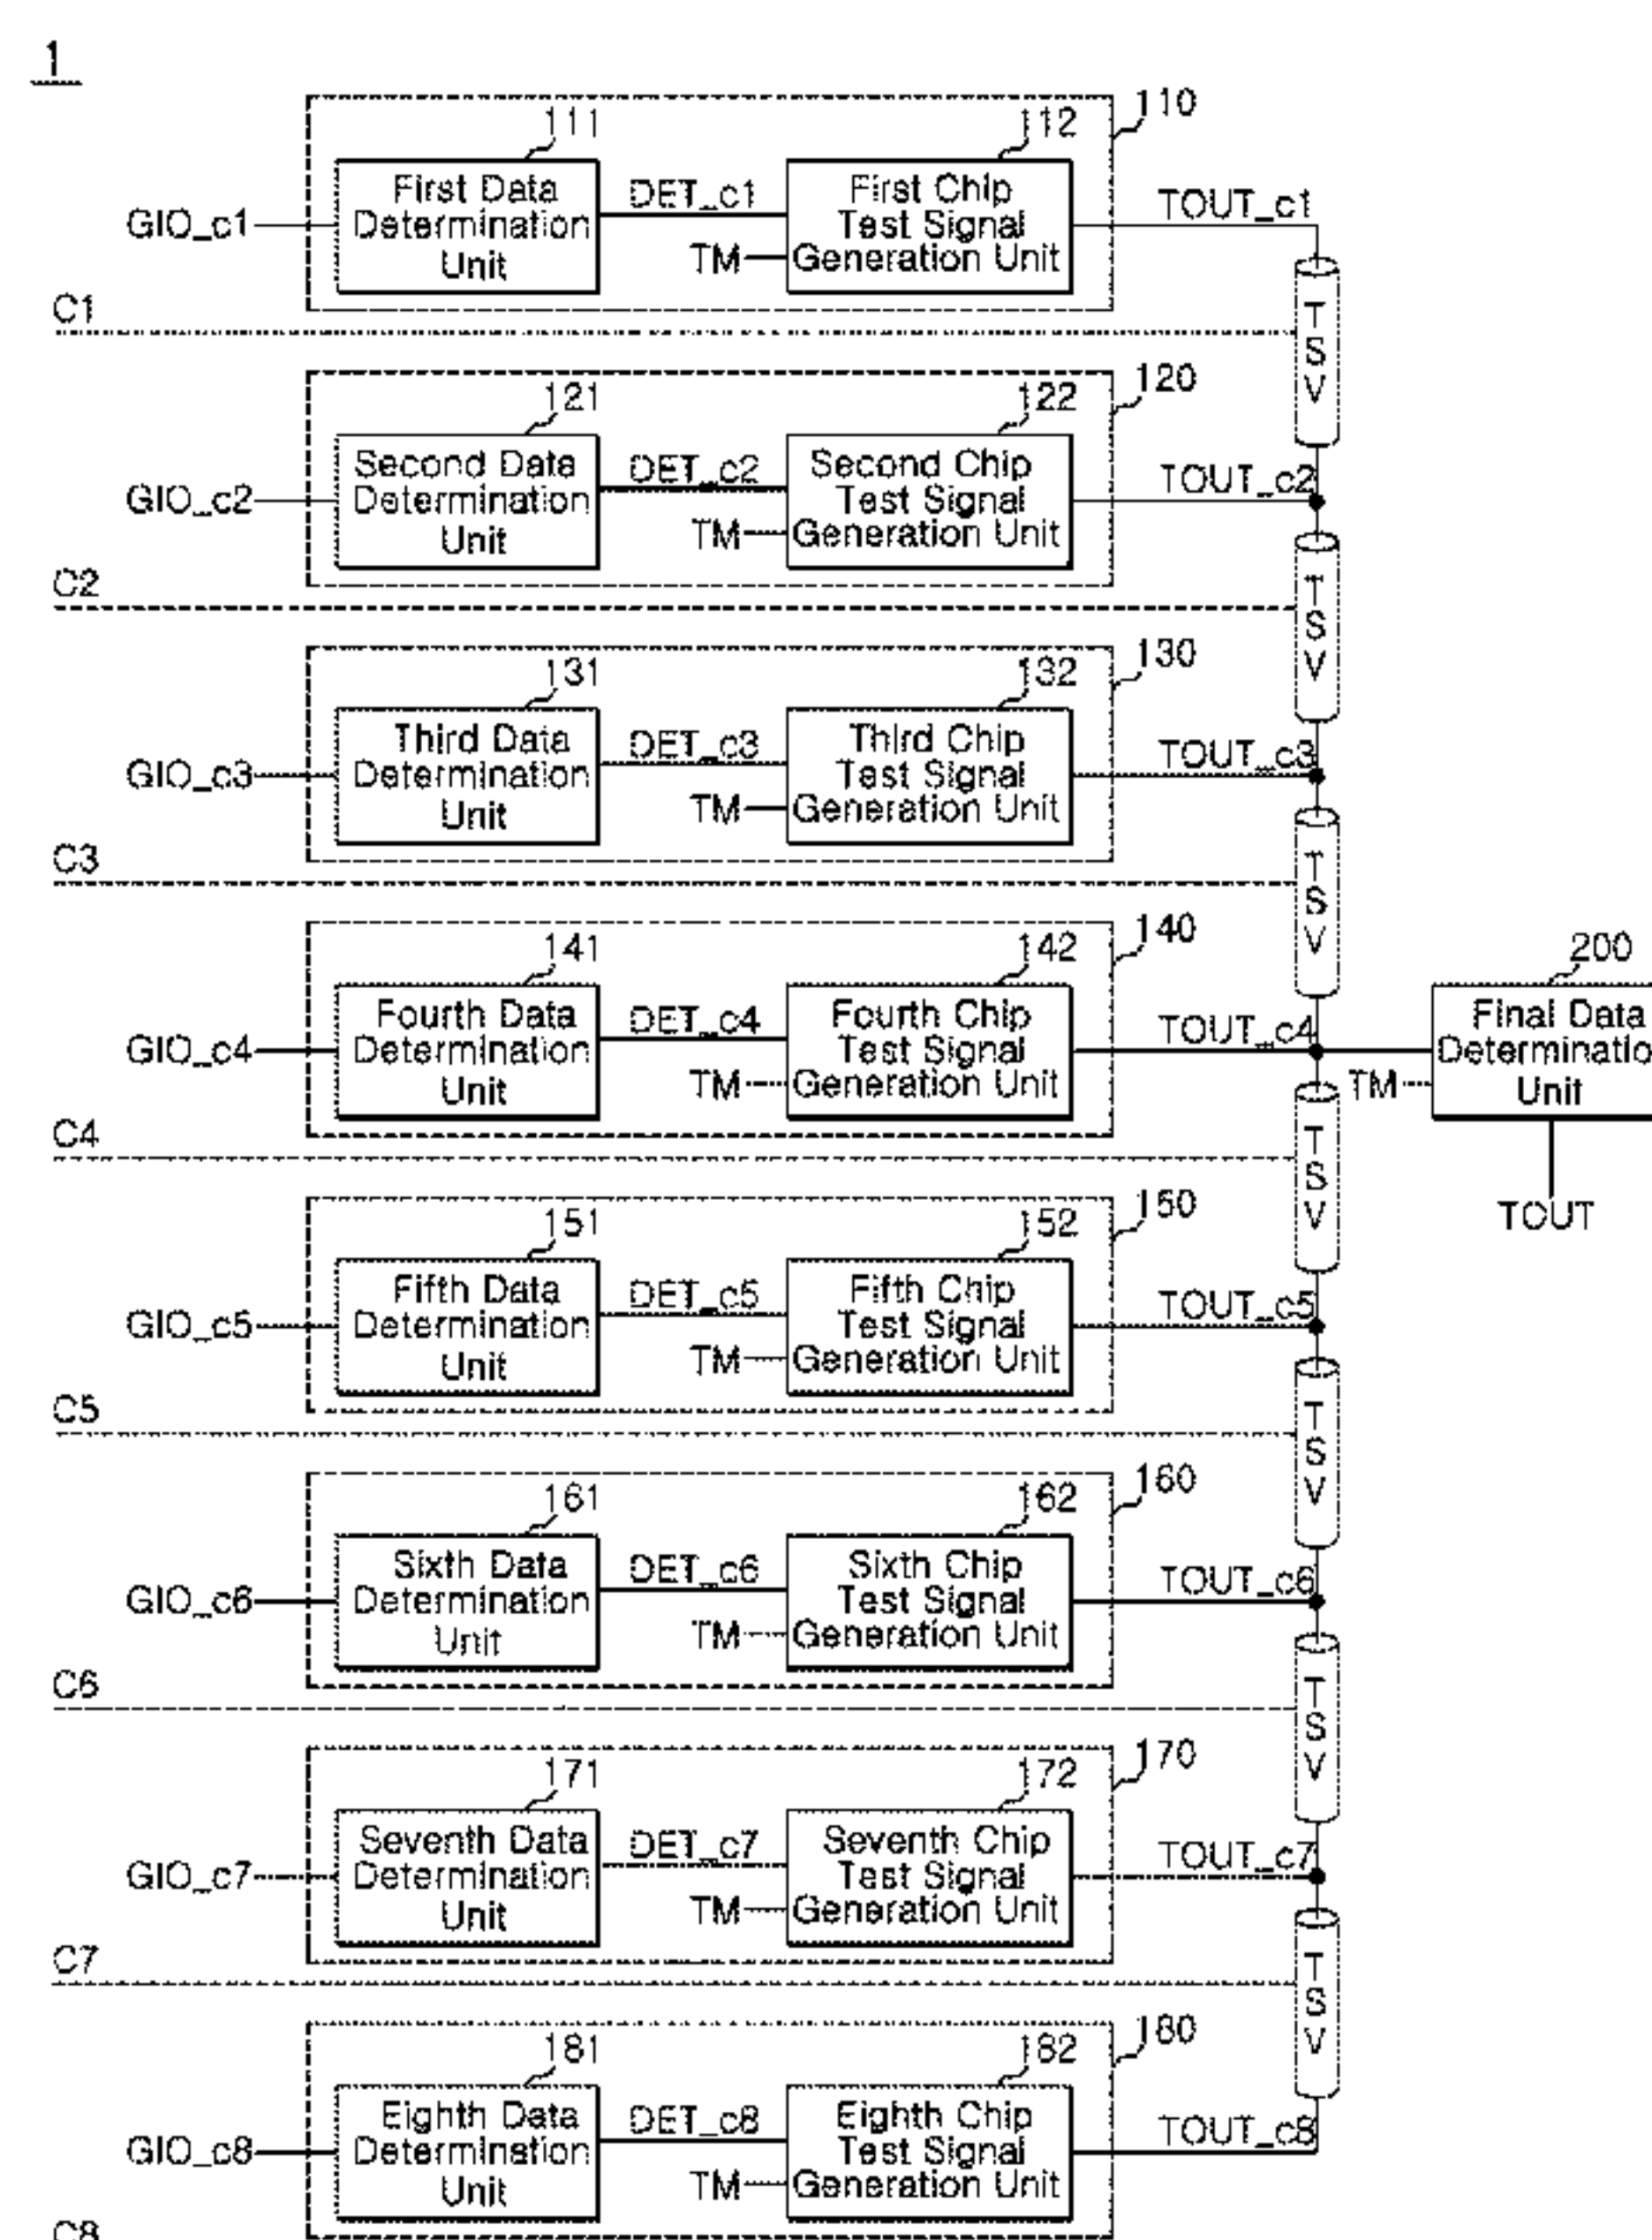 1
111
112
110
GIO_c1
First Data
Determination
Unit
DET_c1
TM
First Chip
Test Signal
Generation Unit
TOUT_c1
TSV
C1
121
122
120
GIO_c2
Second Data
Determination
Unit
DET_c2
TM
Second Chip
Test Signal
Generation Unit
TOUT_c2
TSV
C2
131
132
130
GIO_c3
Third Data
Determination
Unit
DET_c3
TM
Third Chip
Test Signal
Generation Unit
TOUT_c3
TSV
C3
141
142
140
200
GIO_c4
Fourth Data
Determination
Unit
DET_c4
TM
Fourth Chip
Test Signal
Generation Unit
TOUT_c4
TM
Final Data
Determinatio
Unit
TOUT
TSV
C4
151
152
150
GIO_c5
Fifth Data
Determination
Unit
DET_c5
TM
Fifth Chip
Test Signal
Generation Unit
TOUT_c5
TSV
C5
161
162
160
GIO_c6
Sixth Data
Determination
Unit
DET_c6
TM
Sixth Chip
Test Signal
Generation Unit
TOUT_c6
TSV
C6
171
172
170
GIO_c7
Seventh Data
Determination
Unit
DET_c7
TM
Seventh Chip
Test Signal
Generation Unit
TOUT_c7
TSV
C7
181
182
180
GIO_c8
Eighth Data
Determination
Unit
DET_c8
TM
Eighth Chip
Test Signal
Generation Unit
TOUT_c8
C8